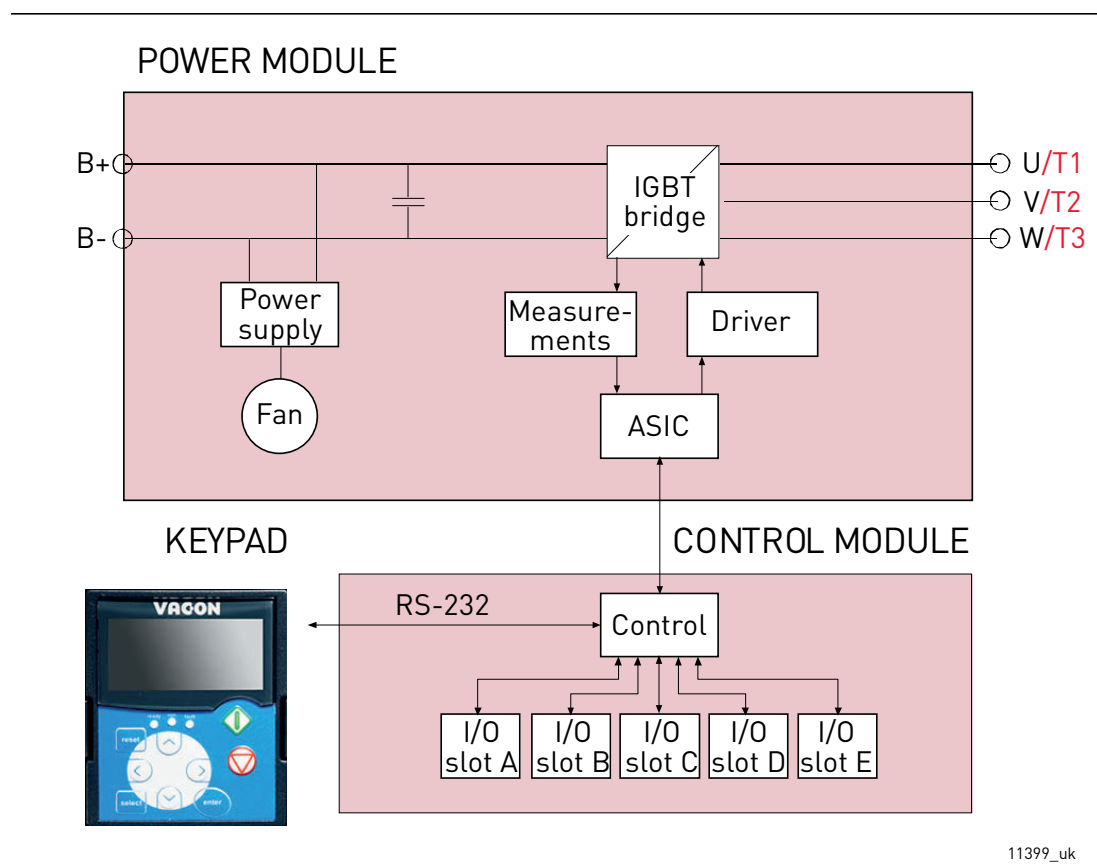 POWER MODULE
B+
B-
IGBT
bridge
U/T1
V/T2
W/T3
Power
supply
Measure-
ments
Driver
Fan
ASIC
KEYPAD
CONTROL MODULE
VACON
RS-232
Control
reset
select
enter
I/O
slot A
I/O
slot B
I/O
slot C
I/O
slot D
I/O
slot E
11399_uk